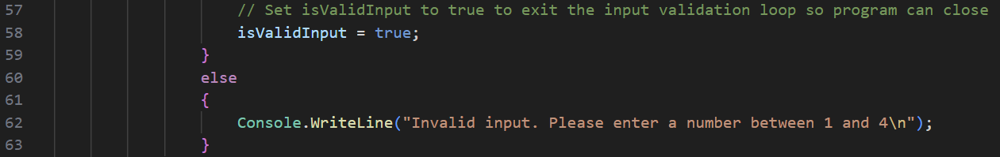 57 // Set isValidInput to true to exit the input validation loop so program can close
58 isValidInput = true;
59 }
60 else
61 {
62 Console.WriteLine("Invalid input. Please enter a number between 1 and 4\n");
63 }